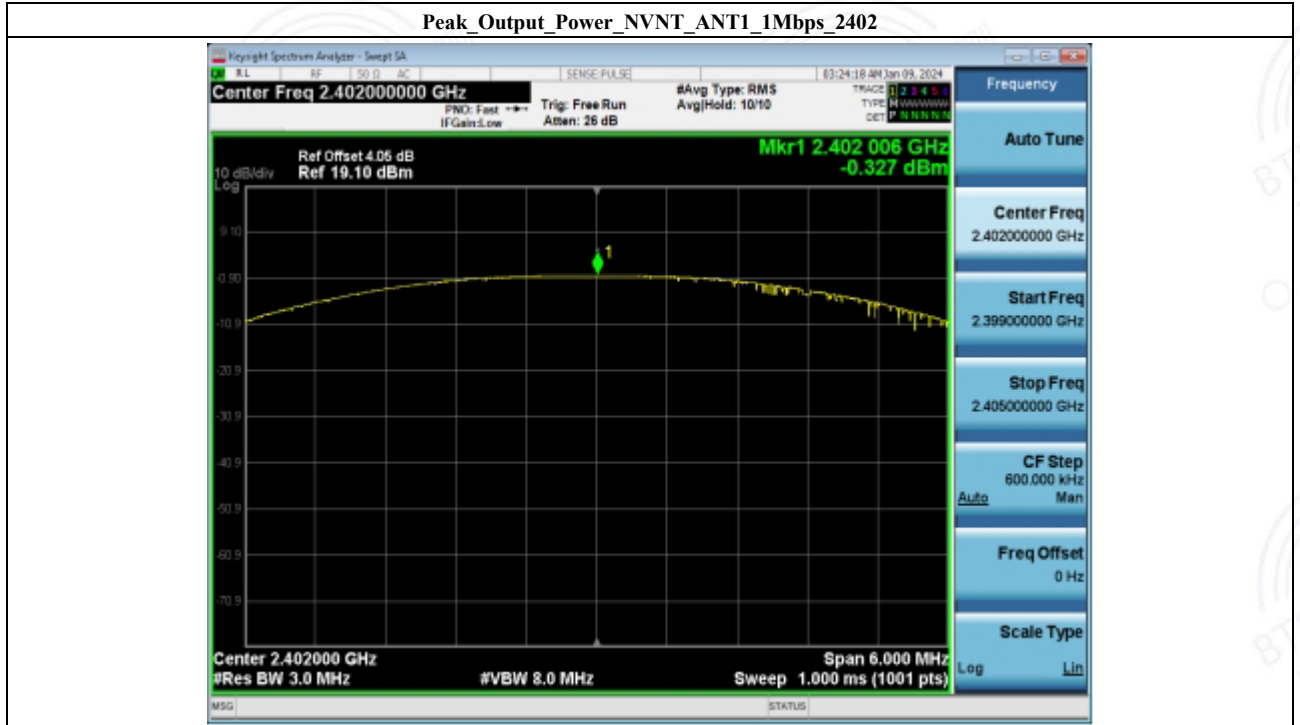 Peak_Output_Power_NVNT_ANT1_1Mbps_2402
Keysight Spectrum Analyzer - Swept SA
RL RF 50 Ω AC SENSE:PULSE 03:24:18 AM Jan 09, 2024
Center Freq 2.402000000 GHz
PNO: Fast
IFGain:Low
Trig: Free Run
Atten: 26 dB
#Avg Type: RMS
Avg|Hold: 10/10
TRACE 1 2 3 4 5 6
TYPE M WWWWW
DET P N N N N N
Frequency
Auto Tune
Center Freq
2.402000000 GHz
Start Freq
2.399000000 GHz
Stop Freq
2.405000000 GHz
CF Step
600.000 kHz
Auto Man
Freq Offset
0 Hz
Scale Type
Log Lin
Mkr1 2.402 006 GHz
-0.327 dBm
Ref Offset 4.05 dB
10 dB/div Ref 19.10 dBm
Log
9.10
-0.90
-10.9
-20.9
-30.9
-40.9
-50.9
-60.9
-70.9
1
Center 2.402000 GHz Span 6.000 MHz
#Res BW 3.0 MHz #VBW 8.0 MHz Sweep 1.000 ms (1001 pts)
MSG STATUS